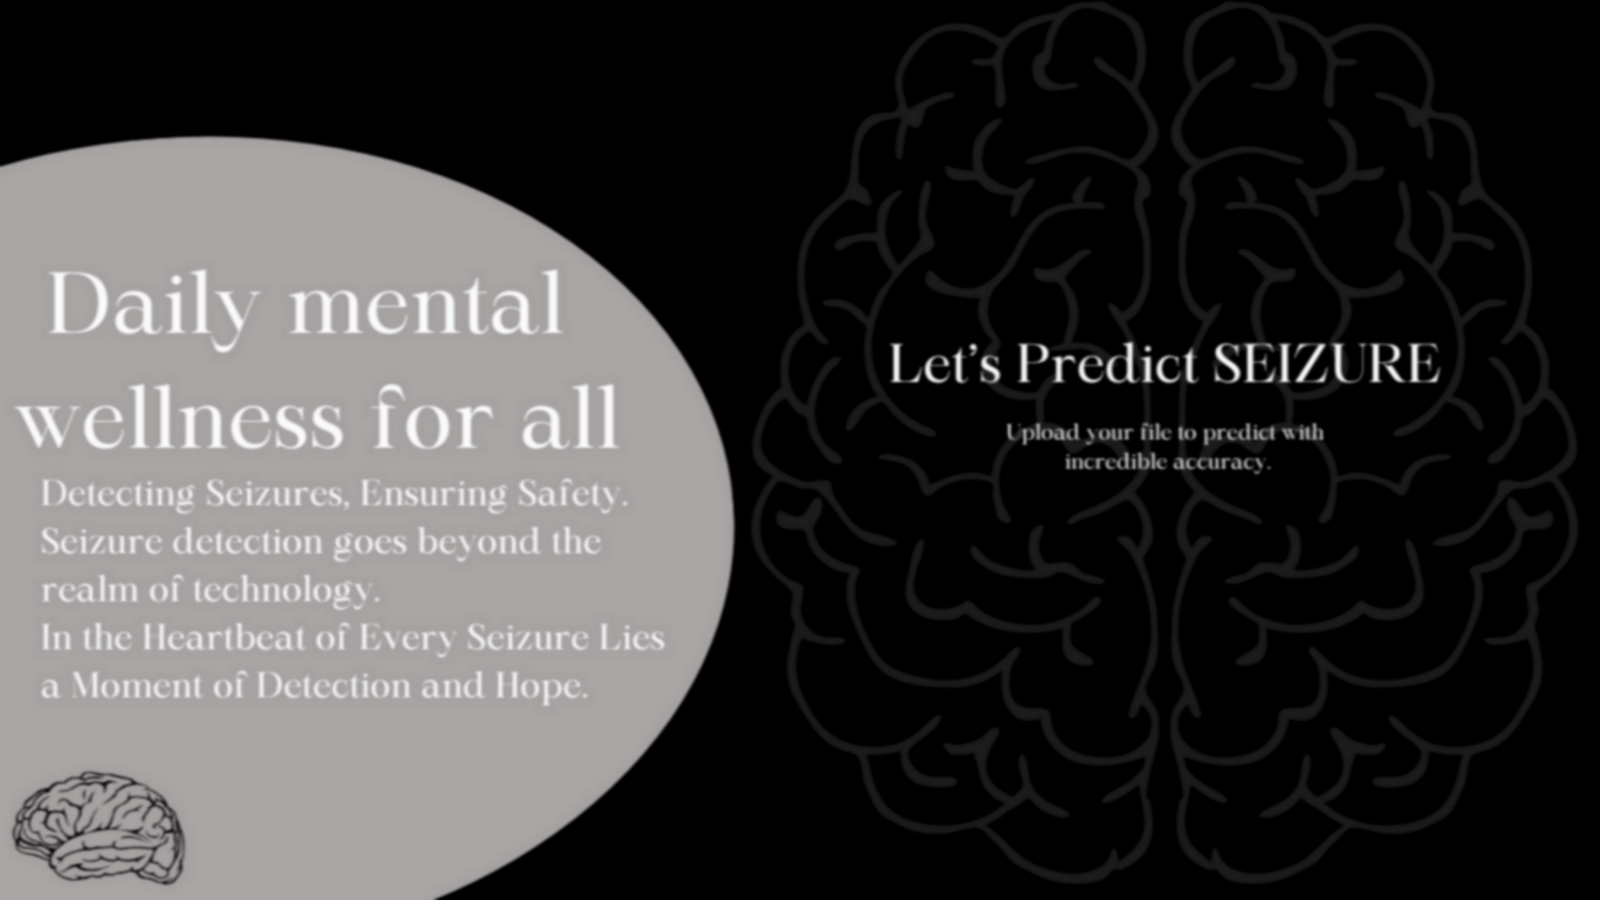 Daily mental
wellness for all
Detecting Seizures, Ensuring Safety.
Seizure detection goes beyond the
realm of technology.
In the Heartbeat of Every Seizure Lies
a Moment of Detection and Hope.
Let's Predict SEIZURE
Upload your file to predict with
incredible accuracy.